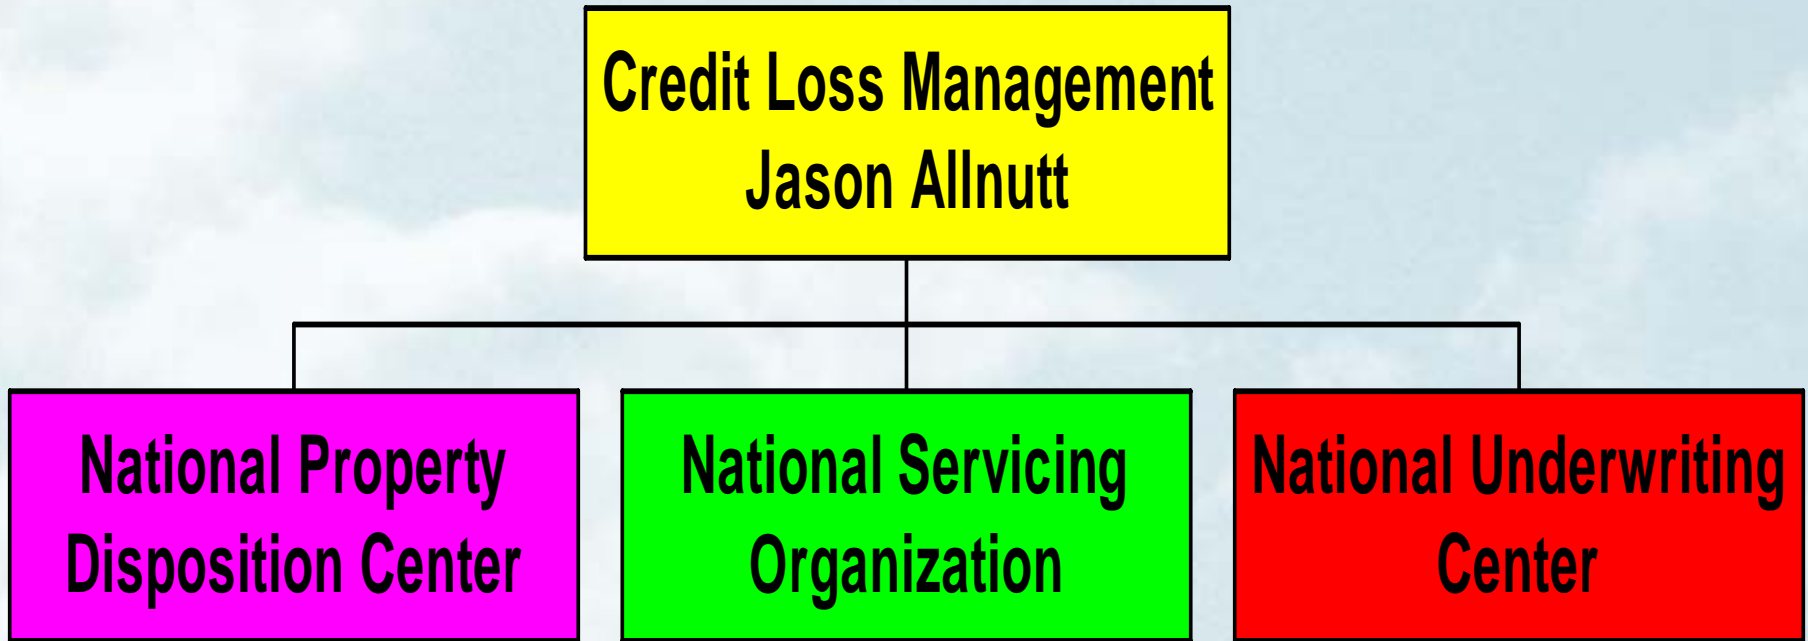 Credit Loss Management
Jason Allnutt
National Property
Disposition Center
National Servicing
Organization
National Underwriting
Center